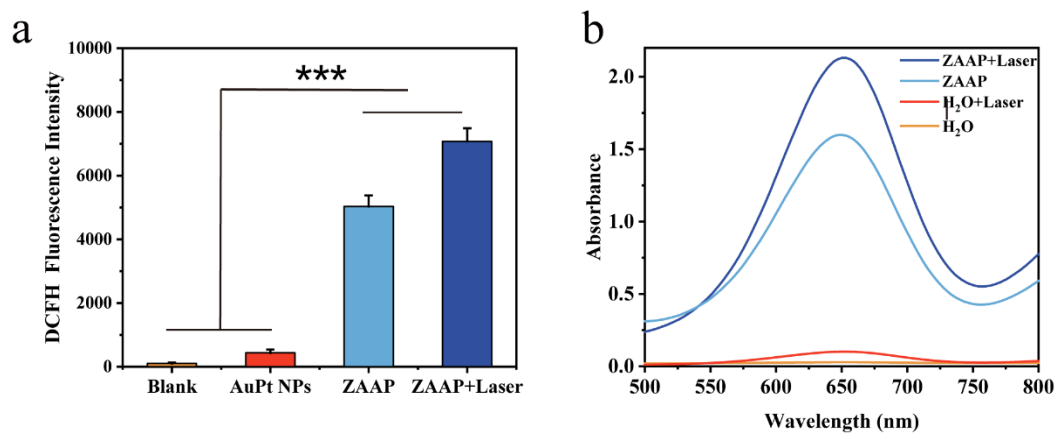 a
DCFH Fluorescence Intensity
10000
8000
6000
4000
2000
0
***
Blank
AuPt NPs
ZAAP
ZAAP+Laser
b
Absorbance
2.0
1.5
1.0
0.5
0.0
ZAAP+Laser
ZAAP
H₂O+Laser
H₂O
500
550
600
650
700
750
800
Wavelength (nm)